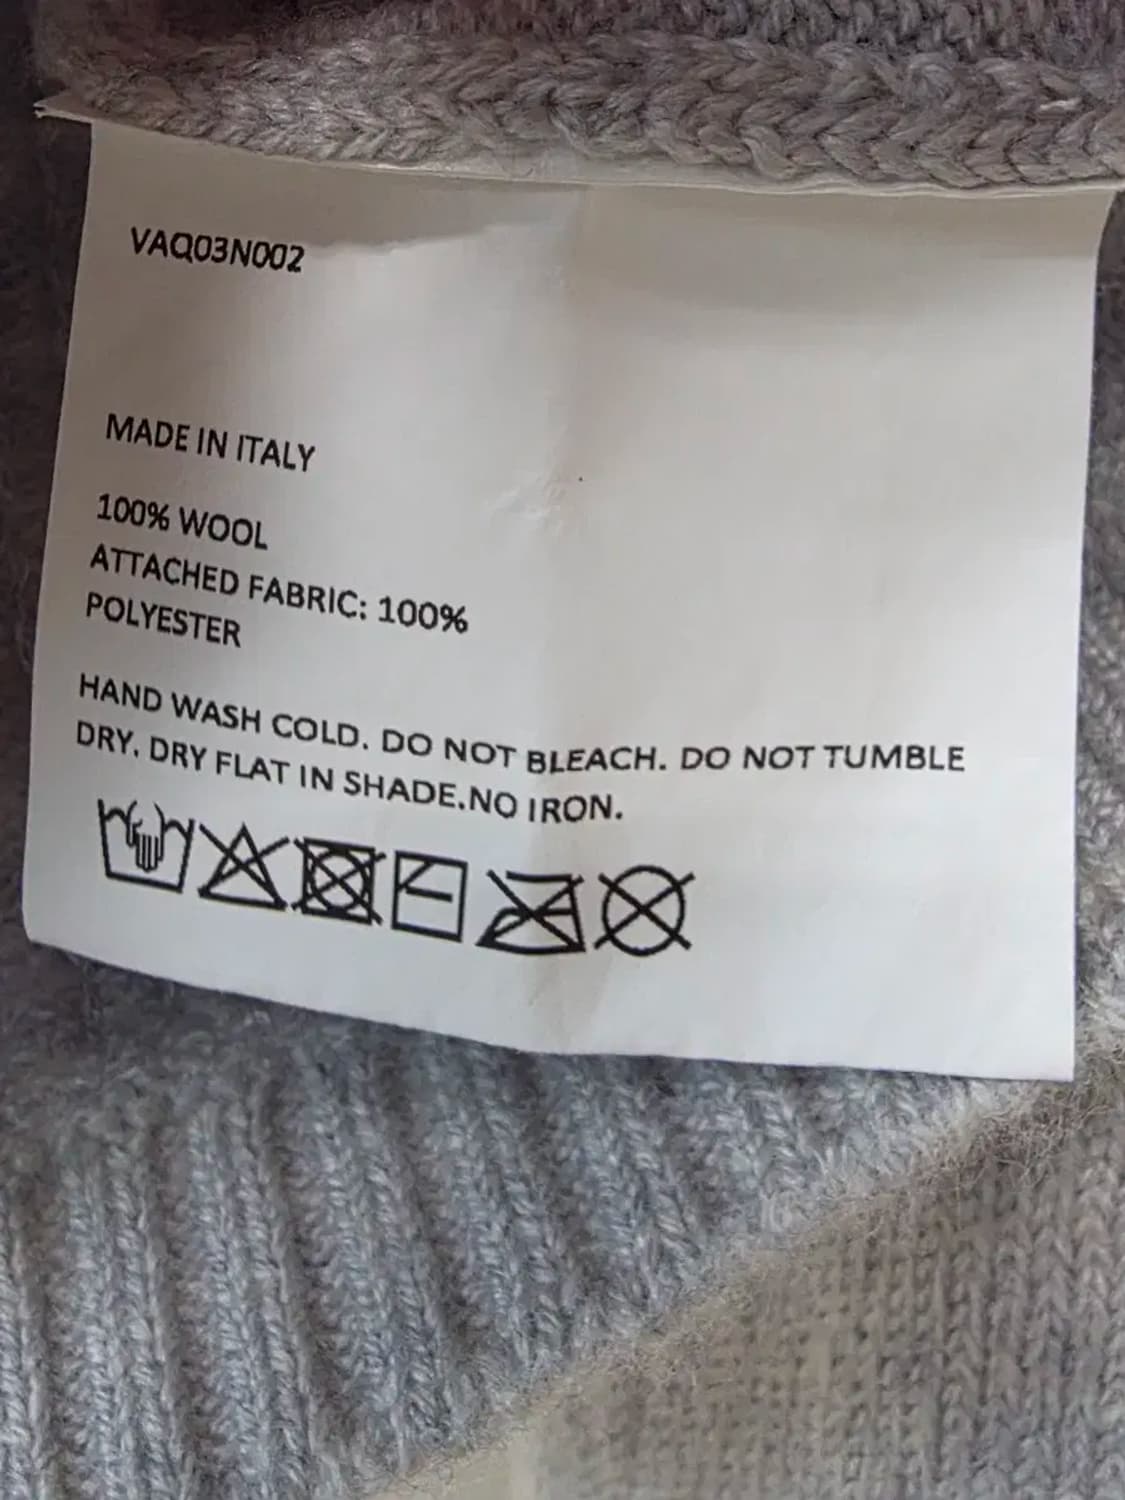 VAQ03N002
MADE IN ITALY
100% WOOL
ATTACHED FABRIC: 100%
POLYESTER
HAND WASH COLD. DO NOT BLEACH. DO NOT TUMBLE
DRY. DRY FLAT IN SHADE.NO IRON.